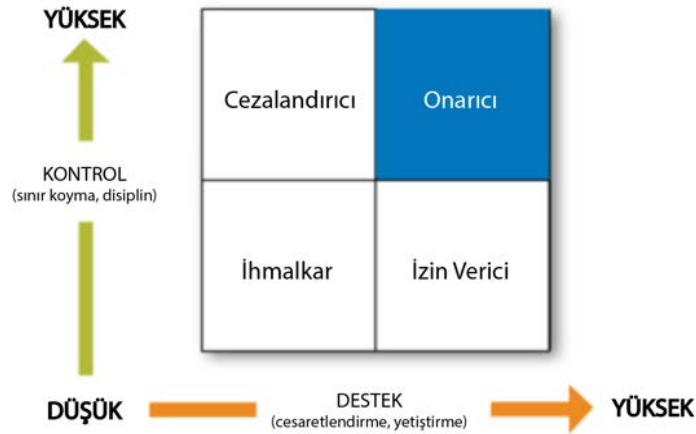 YÜKSEK
Cezalandırıcı
Onarıcı
KONTROL
(sınır koyma, disiplin)
İhmalkar
İzin Verici
DÜŞÜK
DESTEK
(cesaretlendirme, yetiştirme)
YÜKSEK